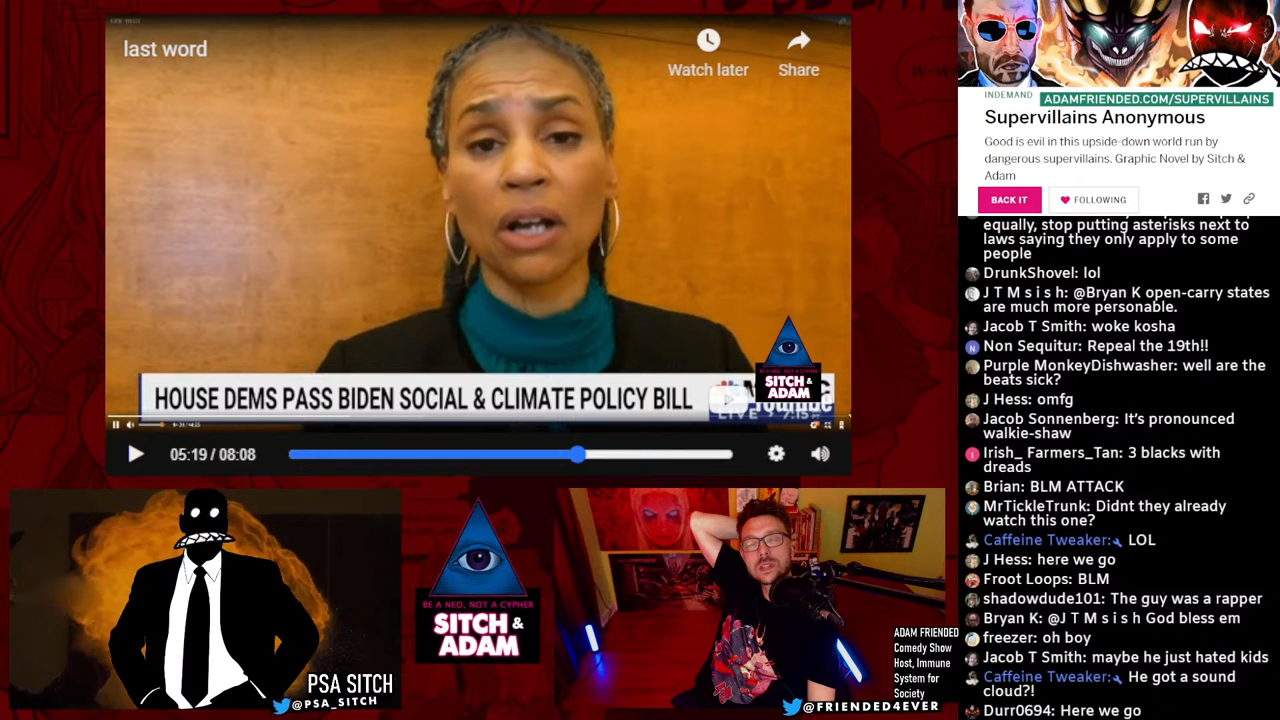 last word
Watch later
Share
HOUSE DEMS PASS BIDEN SOCIAL & CLIMATE POLICY BILL
LIVE
7:15
BE A NEO, NOT A CYPHER
SITCH &
ADAM
05:19 / 08:08
PSA SITCH
@PSA_SITCH
BE A NEO, NOT A CYPHER
SITCH &
ADAM
ADAM FRIENDED
Comedy Show
Host, Immune
System for
Society
@FRIENDED4EVER
INDEMAND
ADAMFRIENDED.COM/SUPERVILLAINS
Supervillains Anonymous
Good is evil in this upside-down world run by
dangerous supervillains. Graphic Novel by Sitch &
Adam
BACK IT
FOLLOWING
equally, stop putting asterisks next to
laws saying they only apply to some
people
DrunkShovel: lol
J T M s i s h: @Bryan K open-carry states
are much more personable.
Jacob T Smith: woke kosha
Non Sequitur: Repeal the 19th!!
Purple MonkeyDishwasher: well are the
beats sick?
J Hess: omfg
Jacob Sonnenberg: It's pronounced
walkie-shaw
Irish_ Farmers_Tan: 3 blacks with
dreads
Brian: BLM ATTACK
MrTickleTrunk: Didnt they already
watch this one?
Caffeine Tweaker: LOL
J Hess: here we go
Froot Loops: BLM
shadowdude101: The guy was a rapper
Bryan K: @J T M s i s h God bless em
freezer: oh boy
Jacob T Smith: maybe he just hated kids
Caffeine Tweaker: He got a sound
cloud?!
Durr0694: Here we go